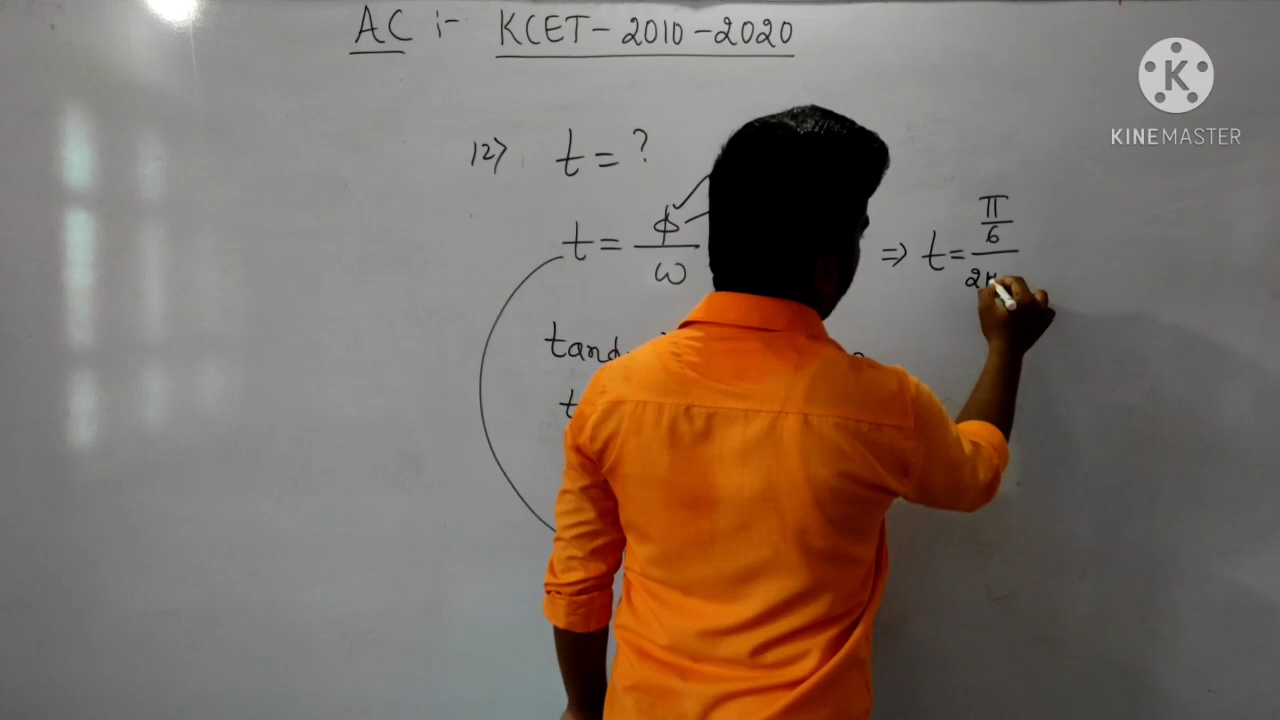 AC :- KCET-2010-2020
K
KINEMASTER
12> t = ?
t = ϕ / ω
⇒ t = π/6 / 2π
tanϕ
t